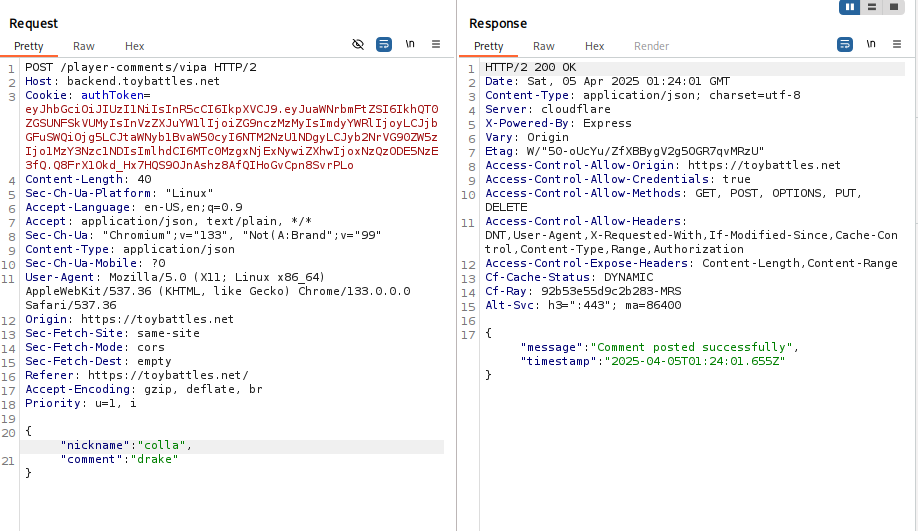 Request
Pretty Raw Hex
\n
1 POST /player-comments/vipa HTTP/2
2 Host: backend.toybattles.net
3 Cookie: authToken=
4 Content-Length: 40
5 Sec-Ch-Ua-Platform: "Linux"
6 Accept-Language: en-US,en;q=0.9
7 Accept: application/json, text/plain, */*
8 Sec-Ch-Ua: "Chromium";v="133", "Not(A:Brand";v="99"
9 Content-Type: application/json
10 Sec-Ch-Ua-Mobile: ?0
11 User-Agent: Mozilla/5.0 (X11; Linux x86_64)
AppleWebKit/537.36 (KHTML, like Gecko) Chrome/133.0.0.0
Safari/537.36
12 Origin: https://toybattles.net
13 Sec-Fetch-Site: same-site
14 Sec-Fetch-Mode: cors
15 Sec-Fetch-Dest: empty
16 Referer: https://toybattles.net/
17 Accept-Encoding: gzip, deflate, br
18 Priority: u=1, i
19
20 {
"nickname":"colla",
21 "comment":"drake"
}
Response
Pretty Raw Hex Render
\n
1 HTTP/2 200 OK
2 Date: Sat, 05 Apr 2025 01:24:01 GMT
3 Content-Type: application/json; charset=utf-8
4 Server: cloudflare
5 X-Powered-By: Express
6 Vary: Origin
7 Etag: W/"50-oUcYu/ZfXBBygV2g5OGR7qvMRzU"
8 Access-Control-Allow-Origin: https://toybattles.net
9 Access-Control-Allow-Credentials: true
10 Access-Control-Allow-Methods: GET, POST, OPTIONS, PUT,
DELETE
11 Access-Control-Allow-Headers:
DNT,User-Agent,X-Requested-With,If-Modified-Since,Cache-Con
trol,Content-Type,Range,Authorization
12 Access-Control-Expose-Headers: Content-Length,Content-Range
13 Cf-Cache-Status: DYNAMIC
14 Cf-Ray: 92b53e55d9c2b283-MRS
15 Alt-Svc: h3=":443"; ma=86400
16
17 {
"message":"Comment posted successfully",
"timestamp":"2025-04-05T01:24:01.655Z"
}